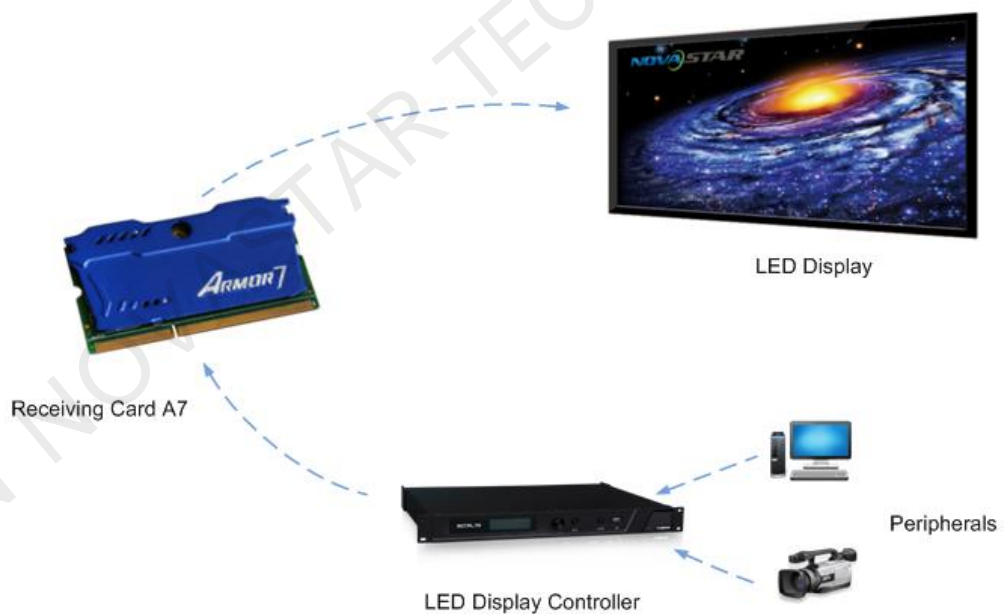 NOVASTAR
LED Display
ARMOR7
Receiving Card A7
Peripherals
LED Display Controller